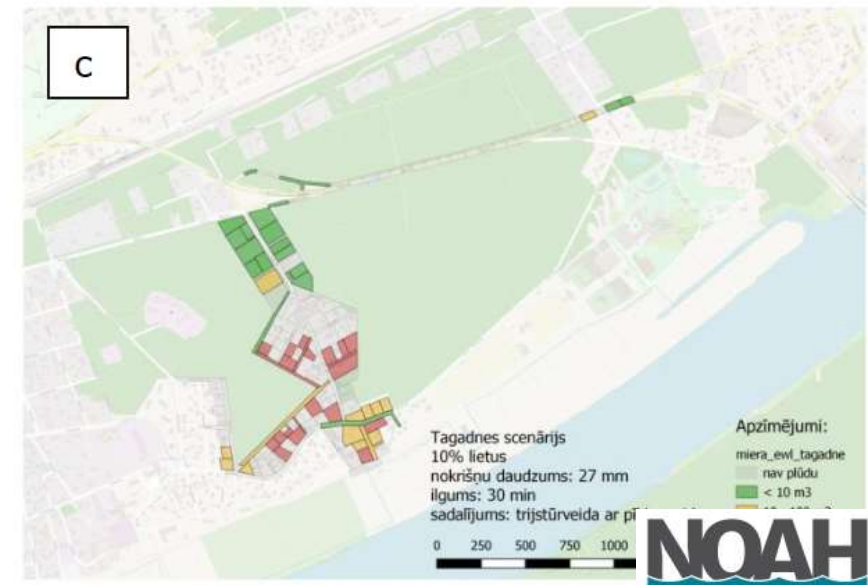 C
Tagadnes scenārijs
10% lietus
nokrišņu daudzums: 27 mm
ilgums: 30 min
sadalījums: trijstūrveida ar
0 250 500 750 1000
Apzīmējumi:
miera_ewl_tagadne
nav plūdu
< 10 m3
NOAH